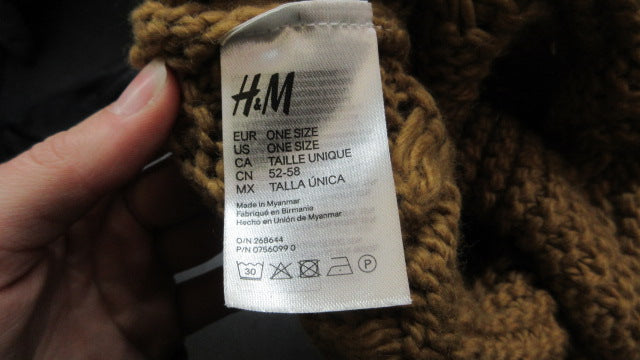 H&M
EUR ONE SIZE
US ONE SIZE
CA TAILLE UNIQUE
CN 52-58
MX TALLA ÚNICA
Made in Myanmar
Fabriqué en Birmanie
Hecho en Unión de Myanmar
O/N 268644
P/N 0756099 0
30 P